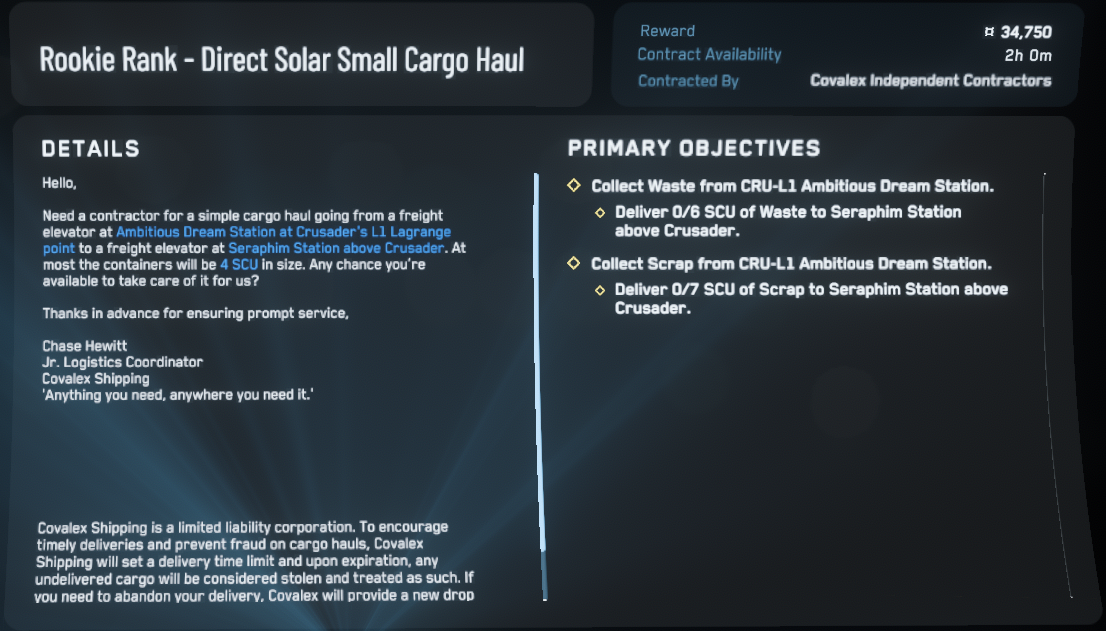 Rookie Rank - Direct Solar Small Cargo Haul
Reward ¤ 34,750
Contract Availability 2h 0m
Contracted By Covalex Independent Contractors
DETAILS
Hello,
Need a contractor for a simple cargo haul going from a freight
elevator at Ambitious Dream Station at Crusader's L1 Lagrange
point to a freight elevator at Seraphim Station above Crusader. At
most the containers will be 4 SCU in size. Any chance you're
available to take care of it for us?
Thanks in advance for ensuring prompt service,
Chase Hewitt
Jr. Logistics Coordinator
Covalex Shipping
'Anything you need, anywhere you need it.'
Covalex Shipping is a limited liability corporation. To encourage
timely deliveries and prevent fraud on cargo hauls, Covalex
Shipping will set a delivery time limit and upon expiration, any
undelivered cargo will be considered stolen and treated as such. If
you need to abandon your delivery, Covalex will provide a new drop
PRIMARY OBJECTIVES
Collect Waste from CRU-L1 Ambitious Dream Station.
Deliver 0/6 SCU of Waste to Seraphim Station
above Crusader.
Collect Scrap from CRU-L1 Ambitious Dream Station.
Deliver 0/7 SCU of Scrap to Seraphim Station above
Crusader.